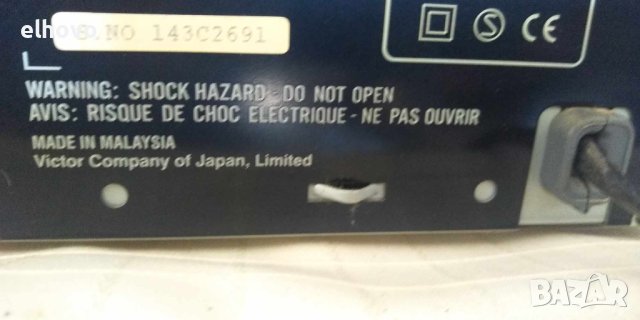 elhovo
S.NO 143C2691
WARNING: SHOCK HAZARD - DO NOT OPEN
AVIS: RISQUE DE CHOC ELECTRIQUE - NE PAS OUVRIR
MADE IN MALAYSIA
Victor Company of Japan, Limited
BAZAR